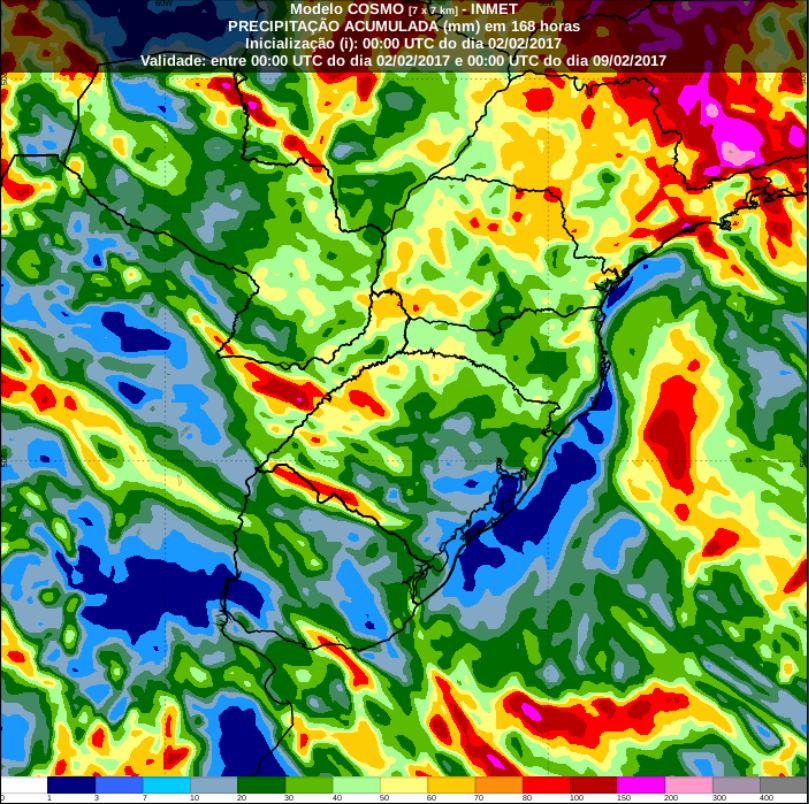 Modelo COSMO [7 x 7 km] - INMET
PRECIPITAÇÃO ACUMULADA (mm) em 168 horas
Inicialização (i): 00:00 UTC do dia 02/02/2017
Validade: entre 00:00 UTC do dia 02/02/2017 e 00:00 UTC do dia 09/02/2017
60W
0 1 3 7 10 20 30 40 50 60 70 80 100 150 200 300 400